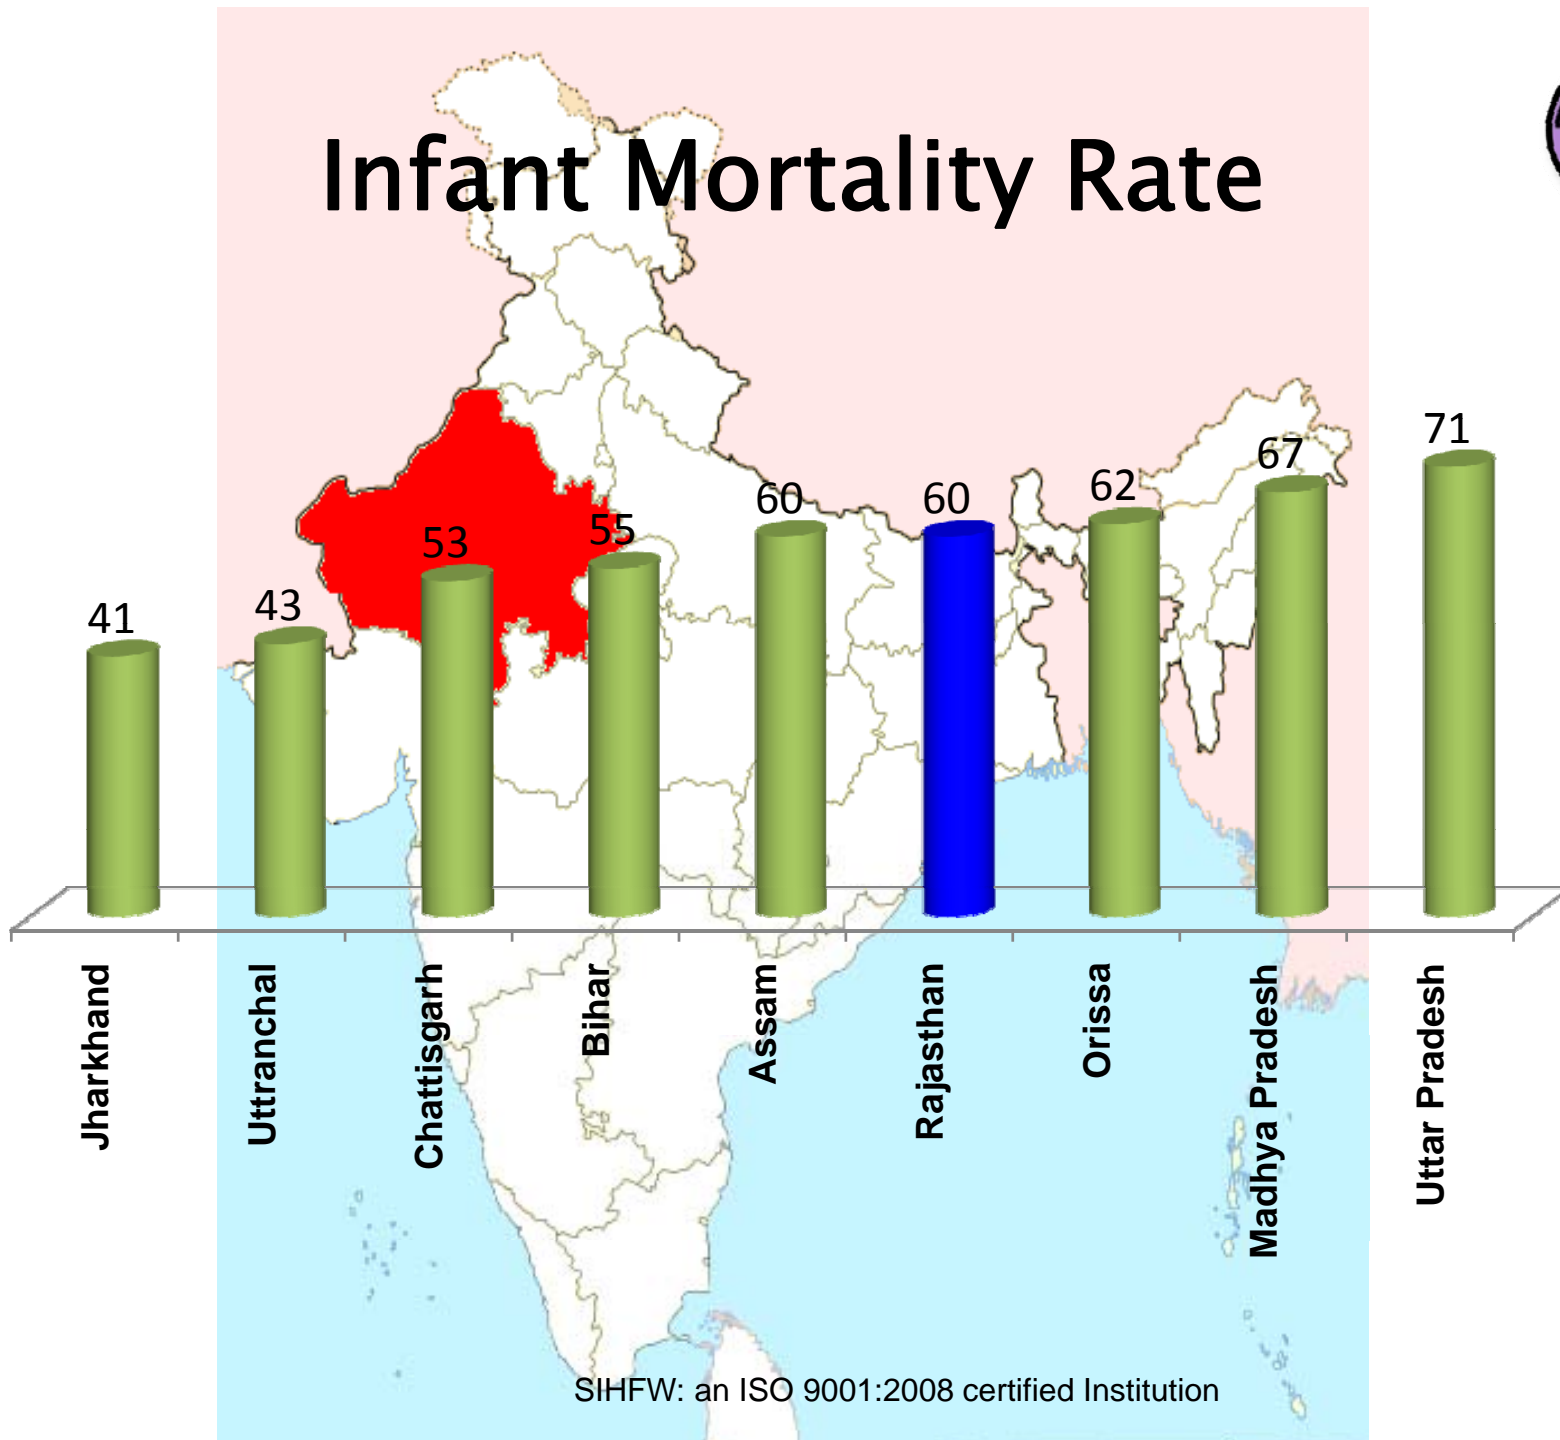 Infant Mortality Rate
41
43
53
55
60
60
62
67
71
Jharkhand
Uttranchal
Chattisgarh
Bihar
Assam
Rajasthan
Orissa
Madhya Pradesh
Uttar Pradesh
SIHFW: an ISO 9001:2008 certified Institution